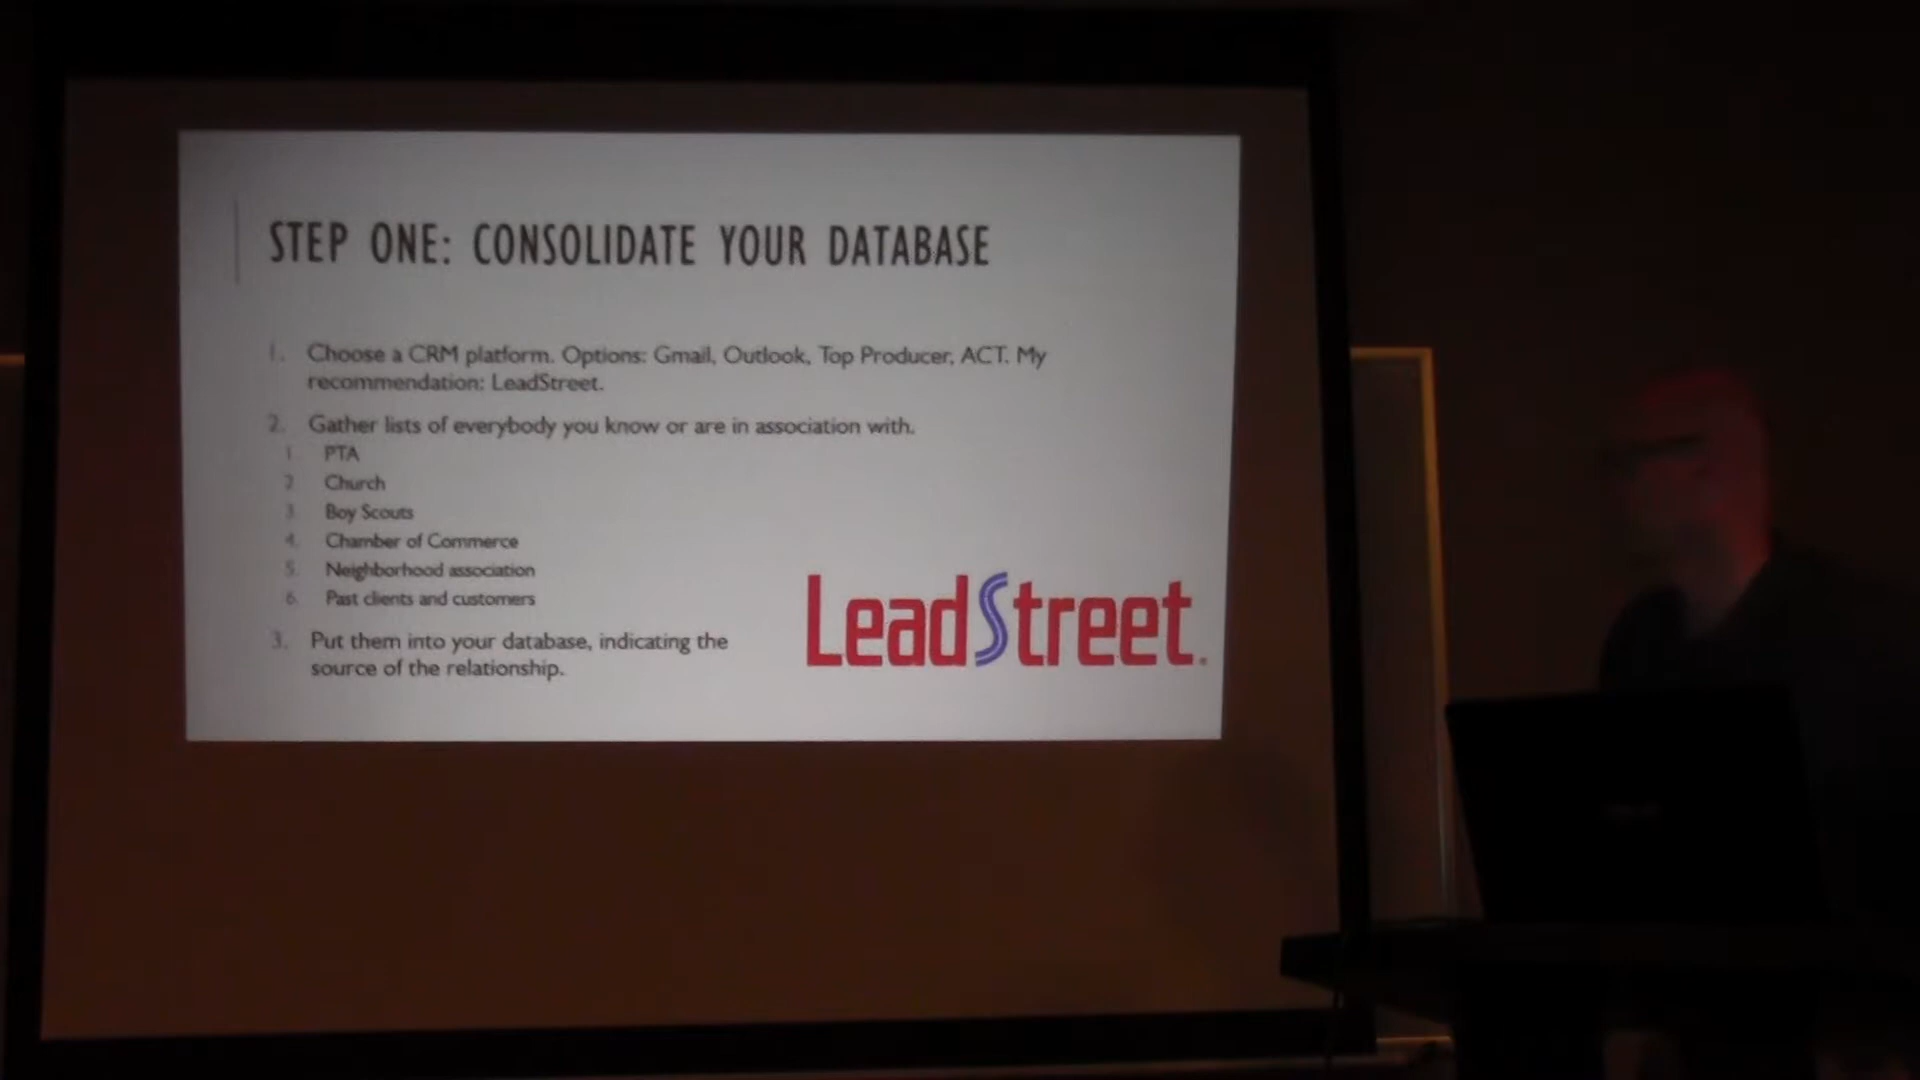 STEP ONE: CONSOLIDATE YOUR DATABASE
1. Choose a CRM platform. Options: Gmail, Outlook, Top Producer, ACT. My
recommendation: LeadStreet.
2. Gather lists of everybody you know or are in association with.
1. PTA
2. Church
3. Boy Scouts
4. Chamber of Commerce
5. Neighborhood association
6. Past clients and customers
3. Put them into your database, indicating the
source of the relationship.
LeadStreet